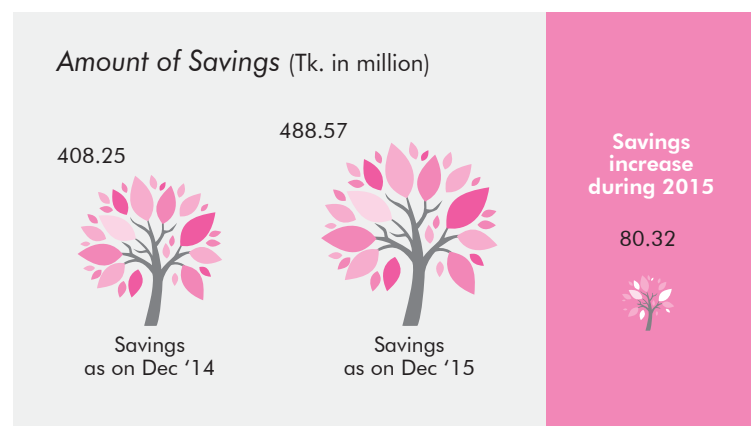 Amount of Savings (Tk. in million)
408.25
Savings
as on Dec ‘14
488.57
Savings
as on Dec ‘15
Savings
increase
during 2015
80.32